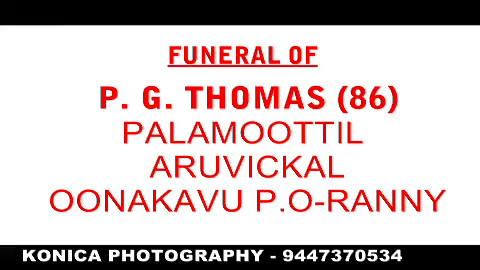 FUNERAL OF
P. G. THOMAS (86)
PALAMOOTTIL
ARUVICKAL
OONAKAVU P.O-RANNY
KONICA PHOTOGRAPHY - 9447370534